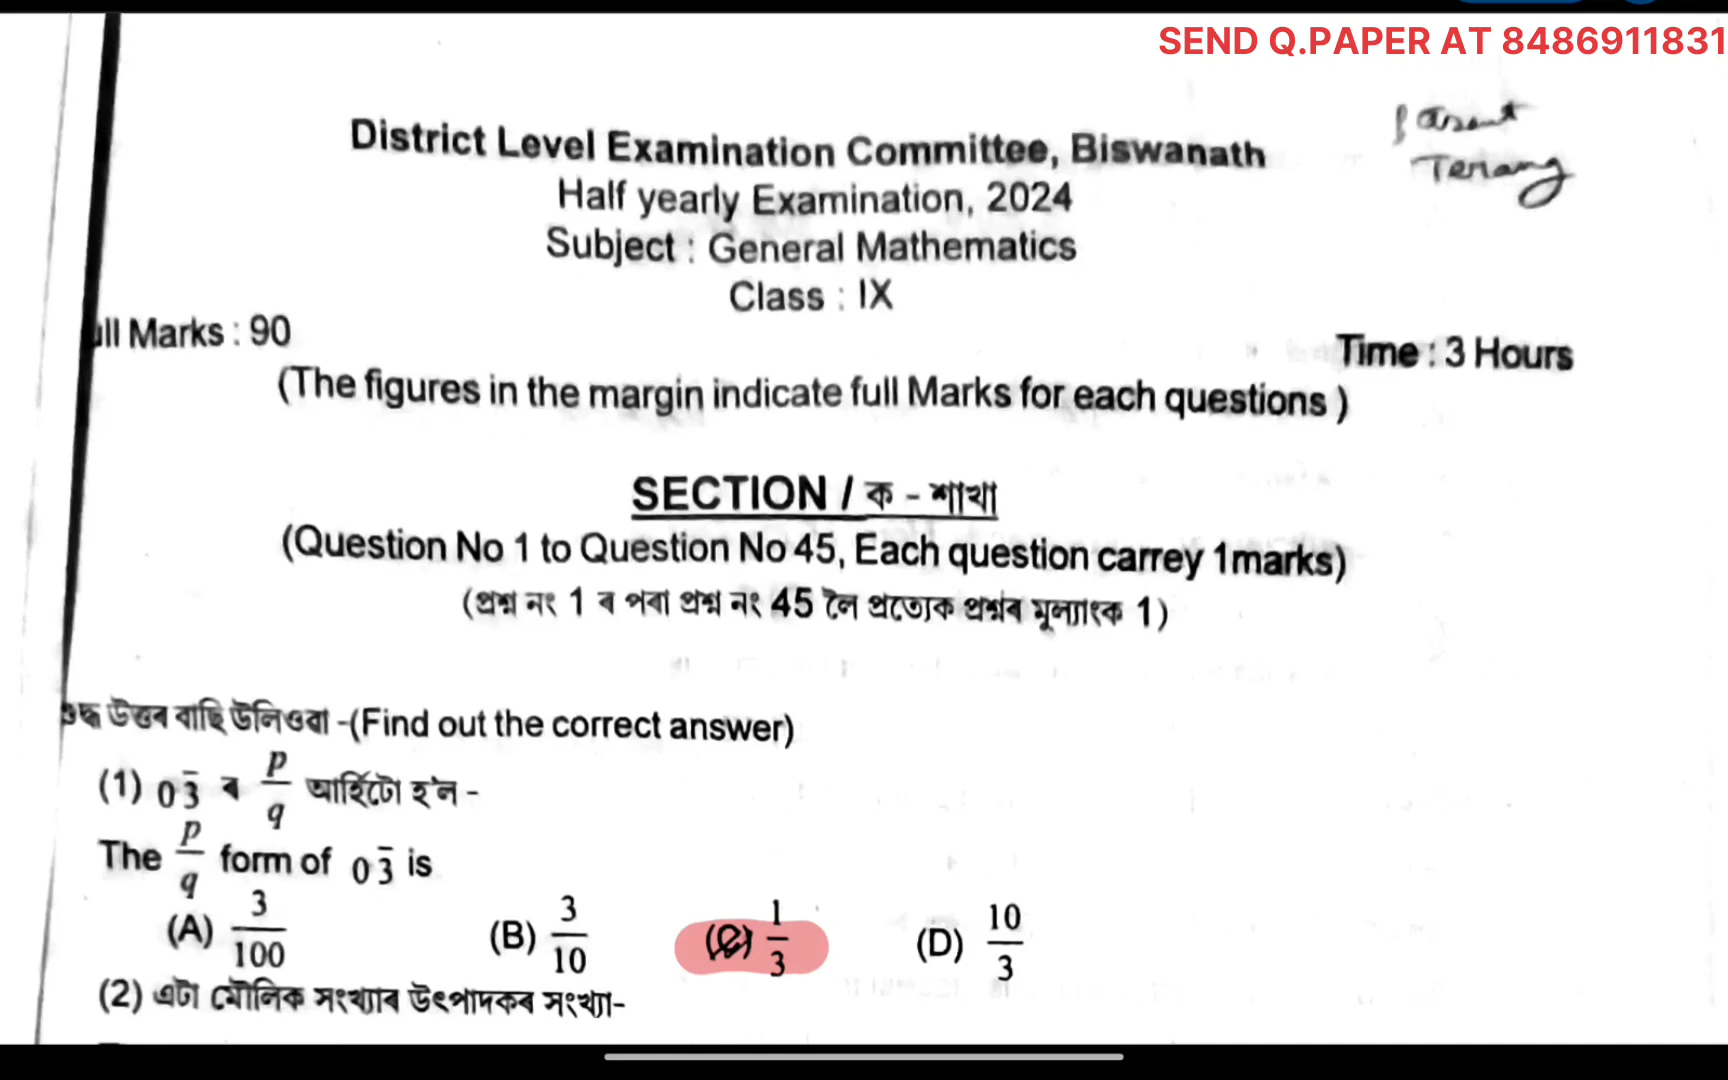 SEND Q.PAPER AT 8486911831
District Level Examination Committee, Biswanath
Half yearly Examination, 2024
Subject : General Mathematics
Class : IX
ull Marks : 90
Time : 3 Hours
(The figures in the margin indicate full Marks for each questions )
SECTION / ক - শাখা
(Question No 1 to Question No 45, Each question carrey 1marks)
(প্ৰশ্ন নং 1 ৰ পৰা প্ৰশ্ন নং 45 লৈ প্ৰত্যেক প্ৰশ্নৰ মূল্যাংক 1)
শুদ্ধ উত্তৰ বাছি উলিওৱা -(Find out the correct answer)
(1) 0 3̄ ৰ p/q আৰ্হিটো হ'ল -
The p/q form of 0 3̄ is
(A) 3/100 (B) 3/10 (C) 1/3 (D) 10/3
(2) এটা মৌলিক সংখ্যাৰ উৎপাদকৰ সংখ্যা-